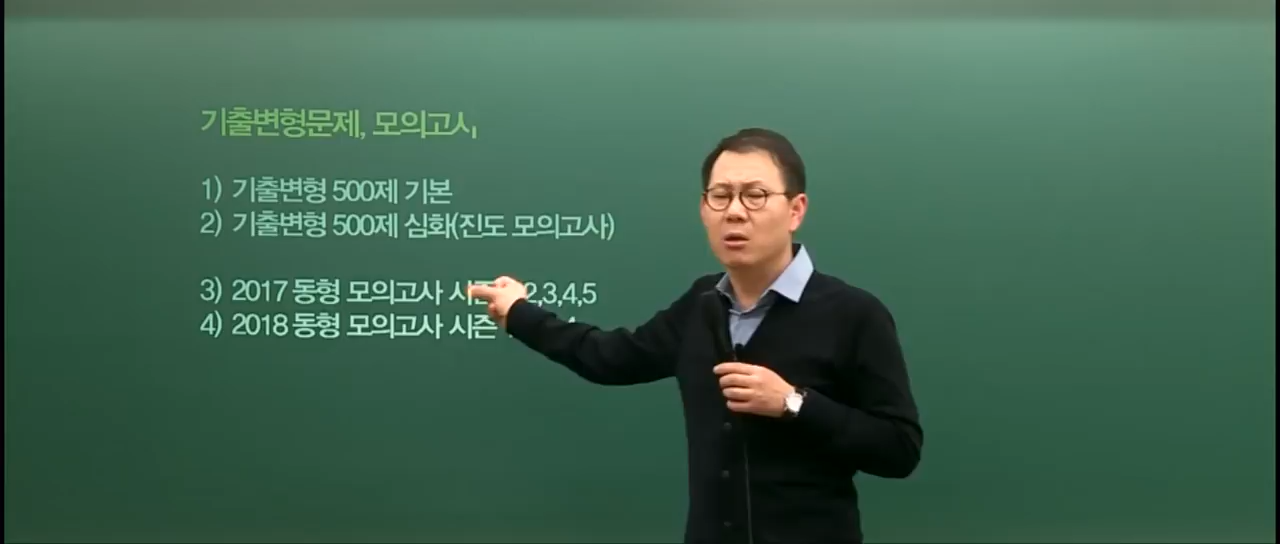 기출변형문제, 모의고사
1) 기출변형 500제 기본
2) 기출변형 500제 심화(진도 모의고사)
3) 2017 동형 모의고사 2,3,4,5
4) 2018 동형 모의고사 시즌